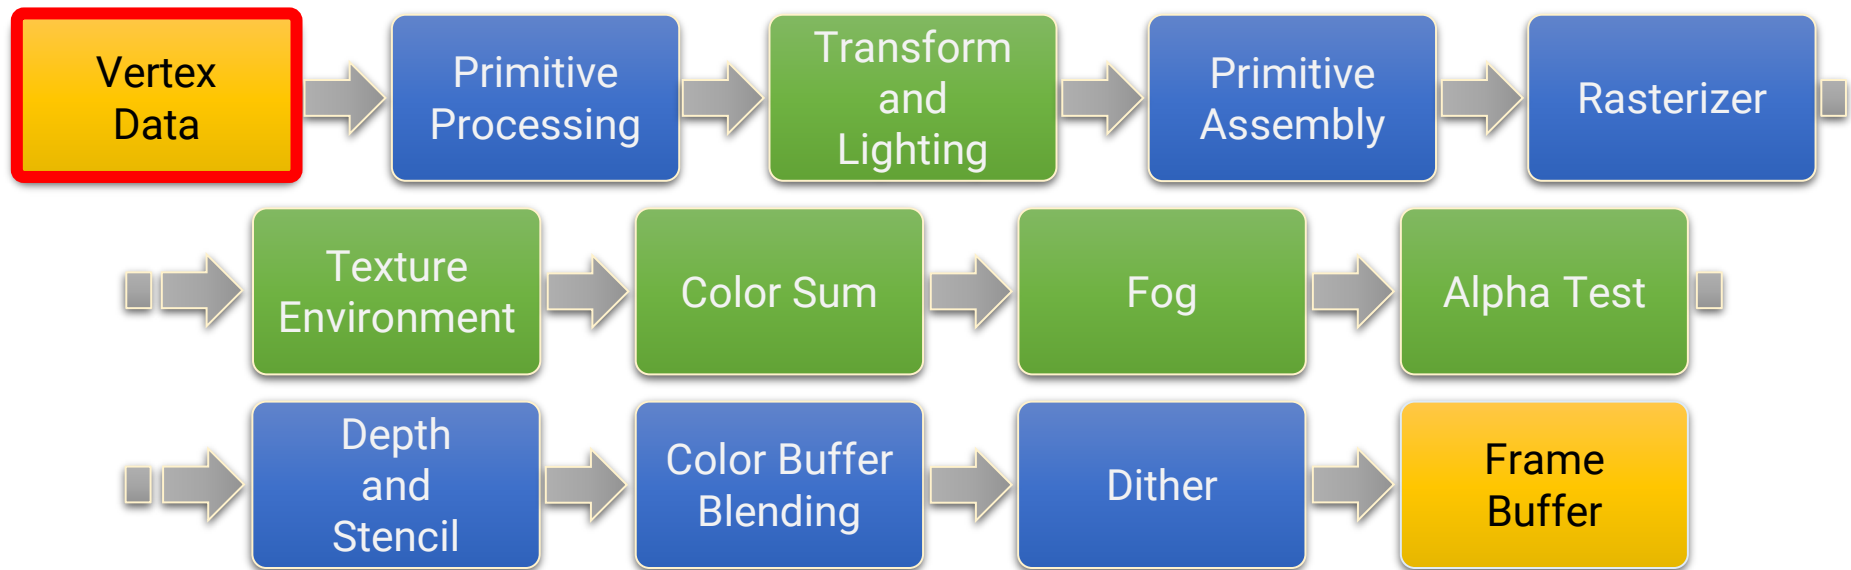 Vertex
Data
Primitive
Processing
Transform
and
Lighting
Primitive
Assembly
Rasterizer
Texture
Environment
Color Sum
Fog
Alpha Test
Depth
and
Stencil
Color Buffer
Blending
Dither
Frame
Buffer